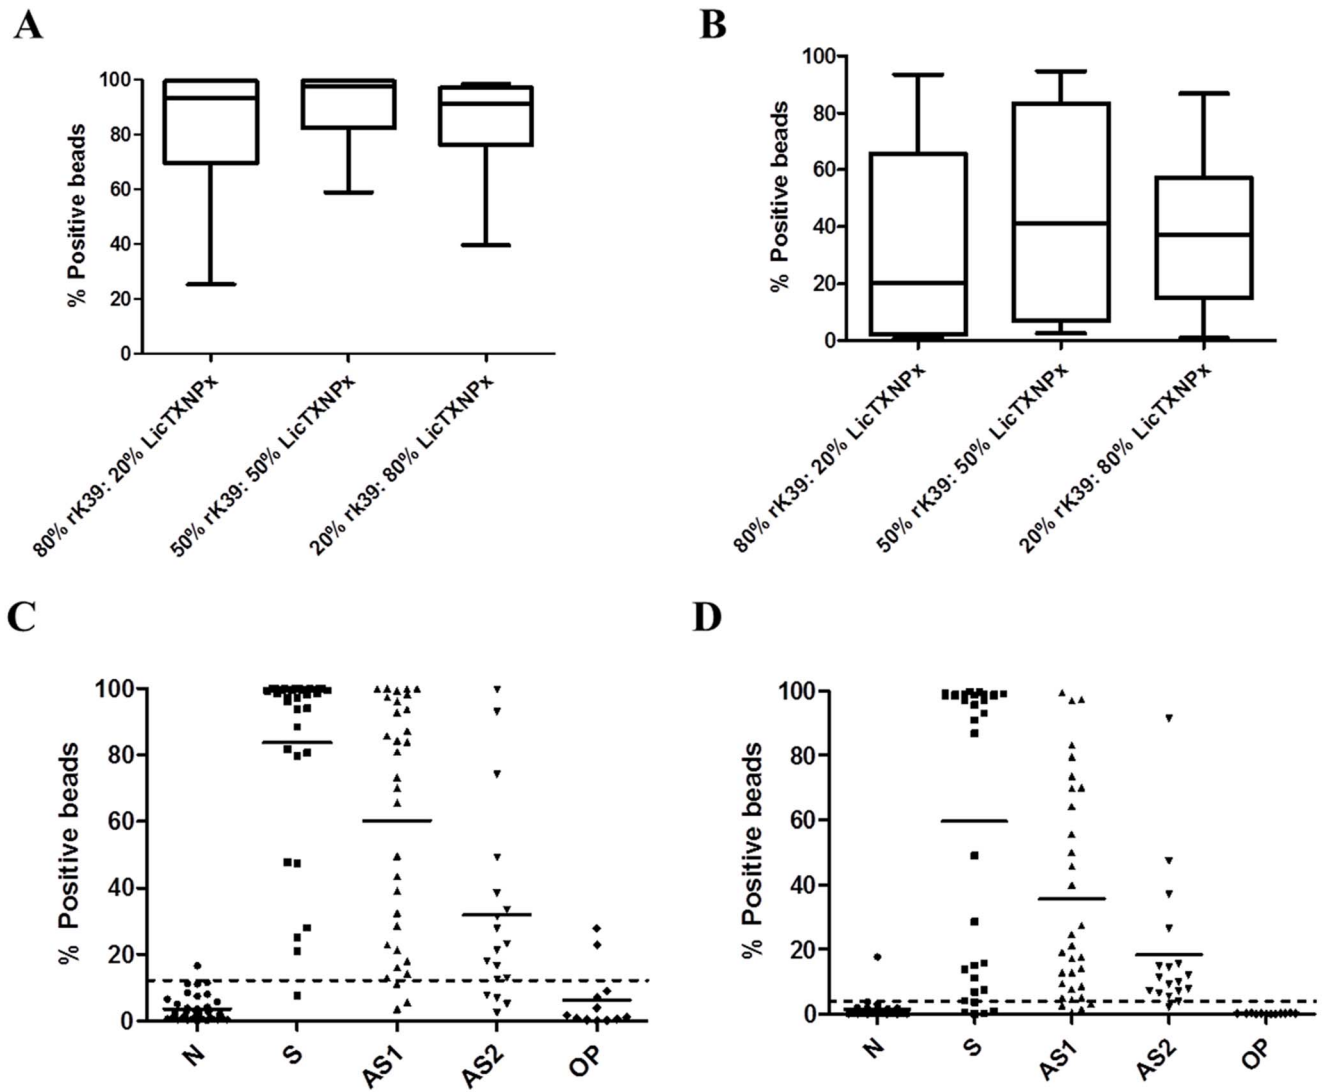 A
% Positive beads
100
80
60
40
20
0
80% rK39: 20% LicTXNPx
50% rK39: 50% LicTXNPx
20% rK39: 80% LicTXNPx
B
% Positive beads
100
80
60
40
20
0
80% rK39: 20% LicTXNPx
50% rK39: 50% LicTXNPx
20% rK39: 80% LicTXNPx
C
% Positive beads
100
80
60
40
20
0
N
S
AS1
AS2
OP
D
% Positive beads
100
80
60
40
20
0
N
S
AS1
AS2
OP